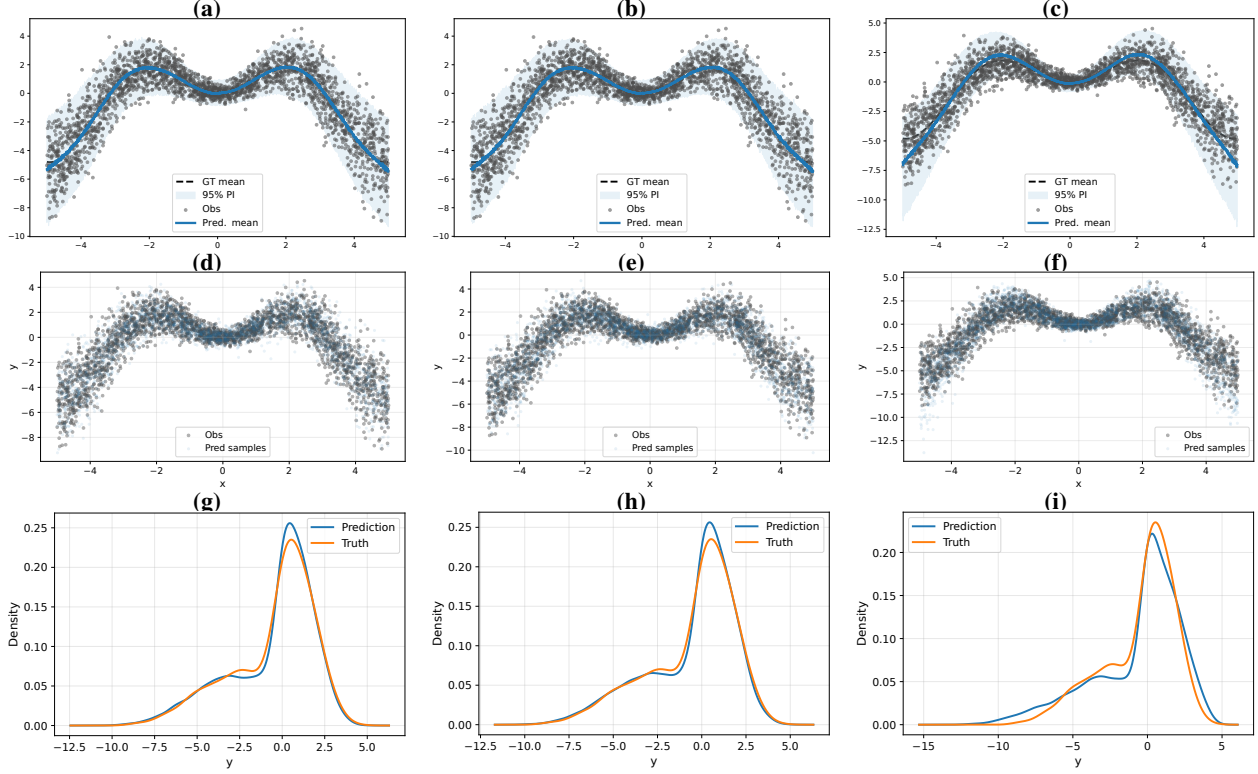 (a)
4
2
0
−2
−4
−6
−8
−10
−4
−2
0
2
4
GT mean
95% PI
Obs
Pred. mean
(b)
4
2
0
−2
−4
−6
−8
−10
−4
−2
0
2
4
GT mean
95% PI
Obs
Pred. mean
(c)
5.0
2.5
0.0
−2.5
−5.0
−7.5
−10.0
−12.5
−4
−2
0
2
4
GT mean
95% PI
Obs
Pred. mean
(d)
y
4
2
0
−2
−4
−6
−8
−4
−2
0
2
4
x
Obs
Pred samples
(e)
y
4
2
0
−2
−4
−6
−8
−10
−4
−2
0
2
4
x
Obs
Pred samples
(f)
y
5.0
2.5
0.0
−2.5
−5.0
−7.5
−10.0
−12.5
−4
−2
0
2
4
x
Obs
Pred samples
(g)
Density
0.25
0.20
0.15
0.10
0.05
0.00
−12.5
−10.0
−7.5
−5.0
−2.5
0.0
2.5
5.0
y
Prediction
Truth
(h)
Density
0.25
0.20
0.15
0.10
0.05
0.00
−12.5
−10.0
−7.5
−5.0
−2.5
0.0
2.5
5.0
y
Prediction
Truth
(i)
Density
0.20
0.15
0.10
0.05
0.00
−15
−10
−5
0
5
y
Prediction
Truth